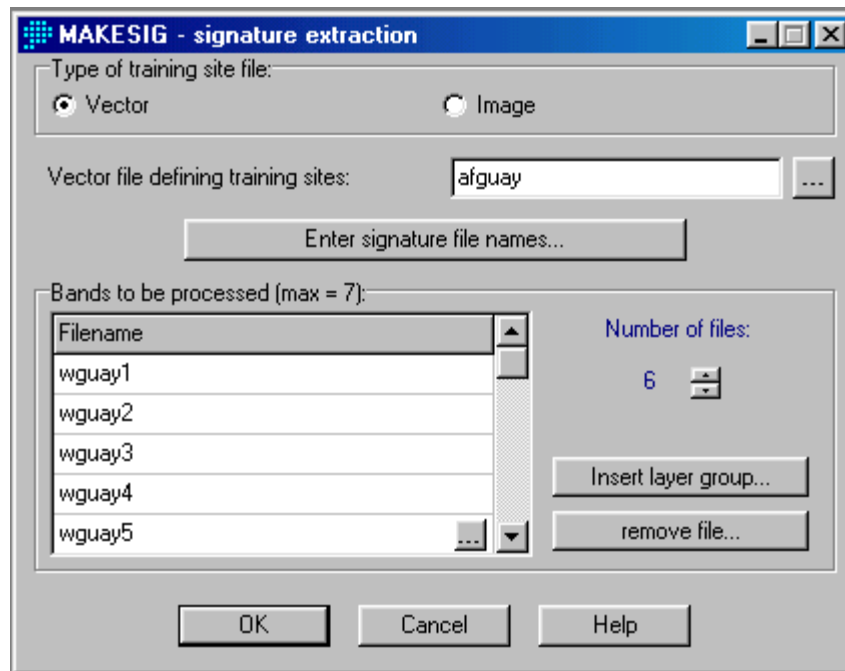 MAKESIG - signature extraction
Type of training site file:
Vector Image
Vector file defining training sites: afguay ...
Enter signature file names...
Bands to be processed (max = 7):
Filename
Number of files:
wguay1
6
wguay2
wguay3
wguay4
Insert layer group...
wguay5 ...
remove file...
OK Cancel Help